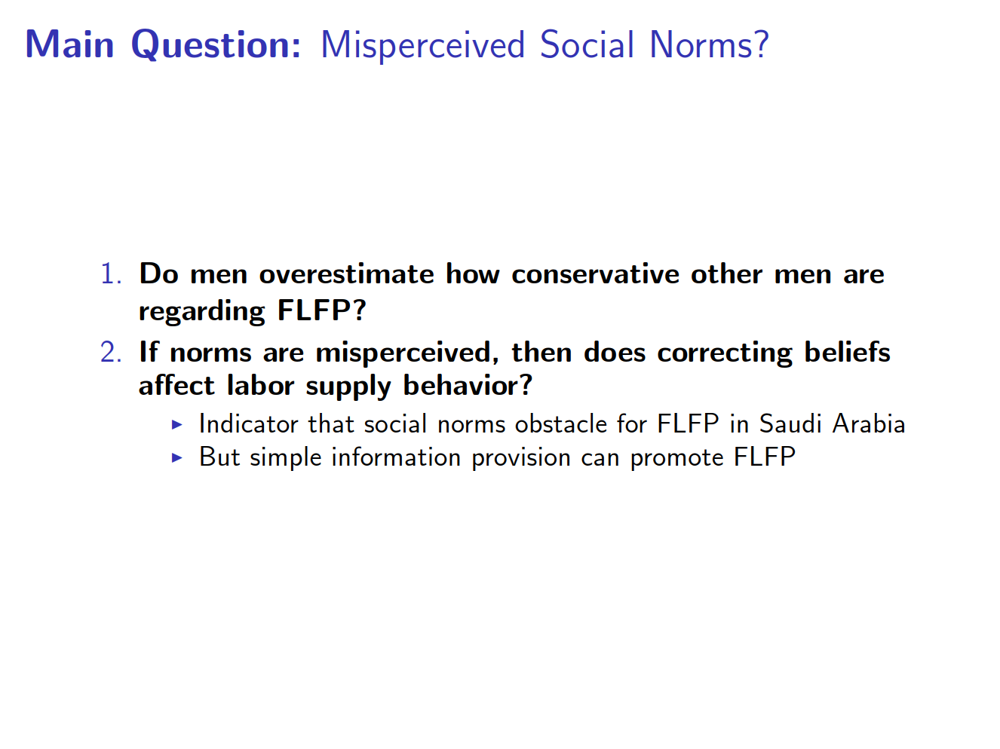 Main Question: Misperceived Social Norms?
1. Do men overestimate how conservative other men are
regarding FLFP?
2. If norms are misperceived, then does correcting beliefs
affect labor supply behavior?
▶ Indicator that social norms obstacle for FLFP in Saudi Arabia
▶ But simple information provision can promote FLFP